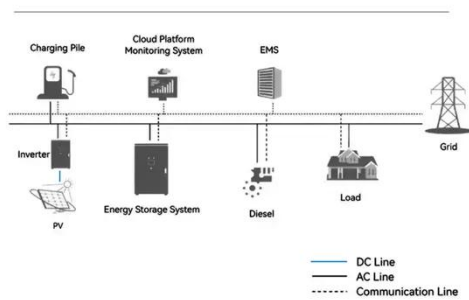 Charging Pile
Cloud Platform
Monitoring System
EMS
Grid
Inverter
PV
Energy Storage System
Diesel
Load
DC Line
AC Line
Communication Line